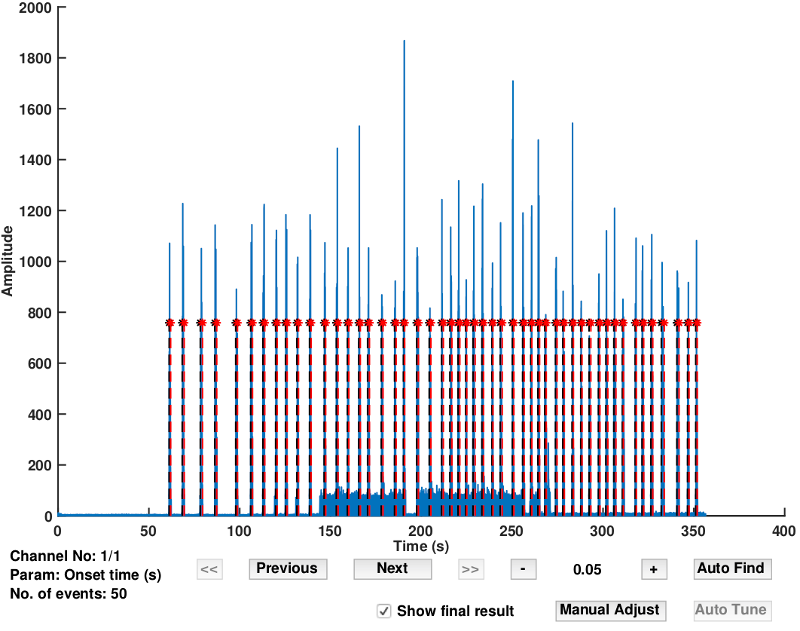 2000
1800
1600
1400
1200
1000
800
600
400
200
0
Amplitude
0 50 100 150 200 250 300 350 400
Time (s)
Channel No: 1/1
Param: Onset time (s)
No. of events: 50
<< Previous Next >> - 0.05 + Auto Find
Show final result Manual Adjust Auto Tune